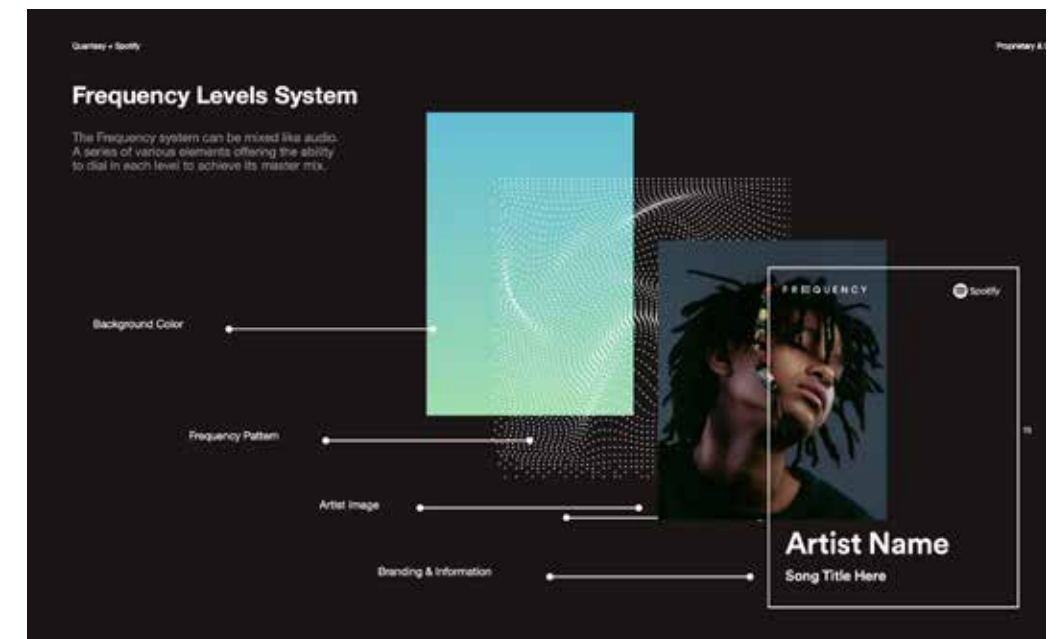 Quartesy + Spotify
Proprietary &
Frequency Levels System
The Frequency system can be mixed like audio.
A series of various elements offering the ability
to dial in each level to achieve its master mix.
FREQUENCY
Spotify
Background Color
Frequency Pattern
Artist Image
Branding & Information
Artist Name
Song Title Here